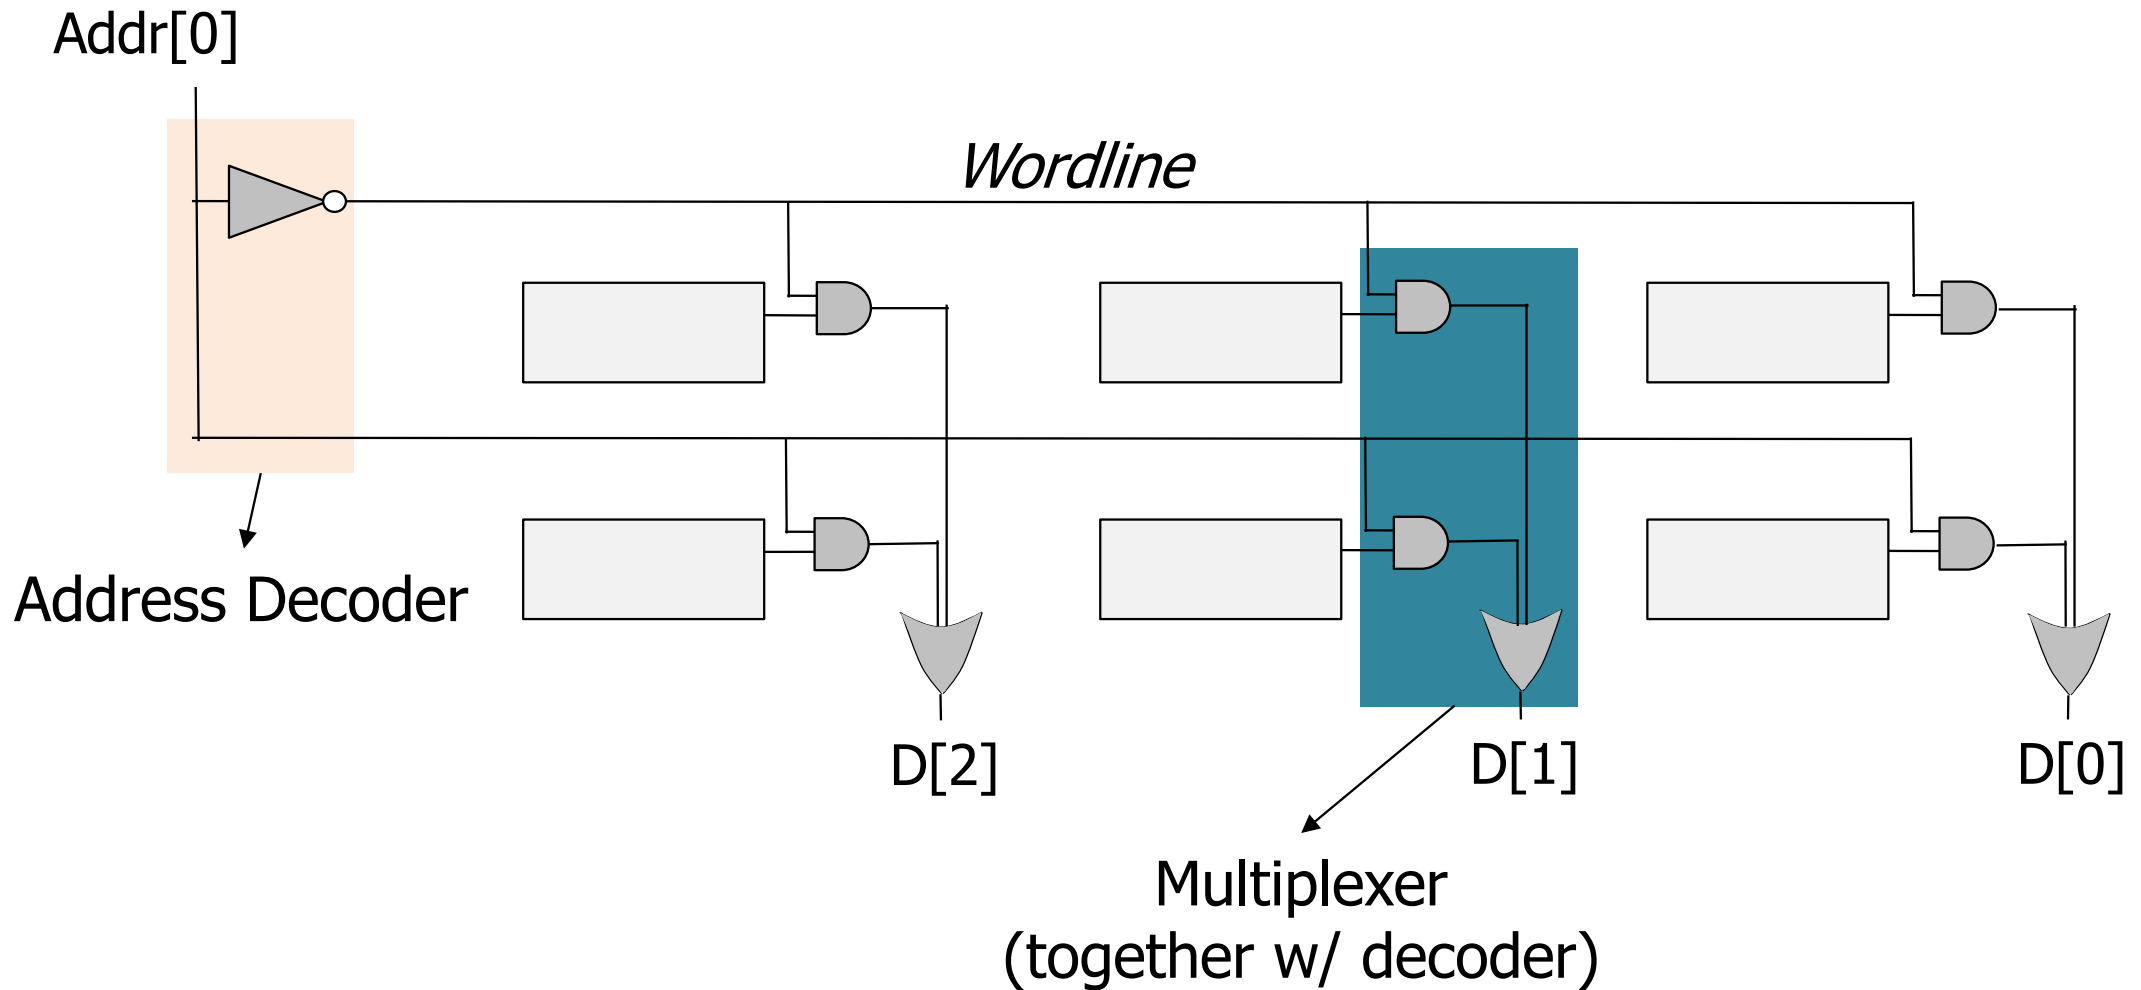 Addr[0]
Wordline
Address Decoder
D[2]
D[1]
D[0]
Multiplexer
(together w/ decoder)